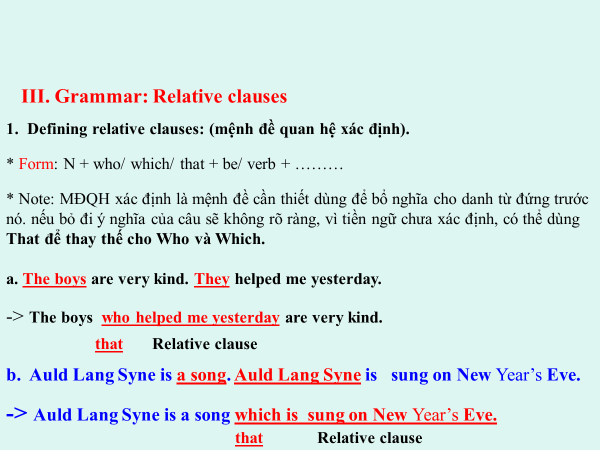 III. Grammar: Relative clauses
1. Defining relative clauses: (mệnh đề quan hệ xác định).
* Form: N + who/ which/ that + be/ verb + ………
* Note: MĐQH xác định là mệnh đề cần thiết dùng để bổ nghĩa cho danh từ đứng trước
nó. nếu bỏ đi ý nghĩa của câu sẽ không rõ ràng, vì tiền ngữ chưa xác định, có thể dùng
That để thay thế cho Who và Which.
a. The boys are very kind. They helped me yesterday.
-> The boys who helped me yesterday are very kind.
that Relative clause
b. Auld Lang Syne is a song. Auld Lang Syne is sung on New Year’s Eve.
-> Auld Lang Syne is a song which is sung on New Year’s Eve.
that Relative clause